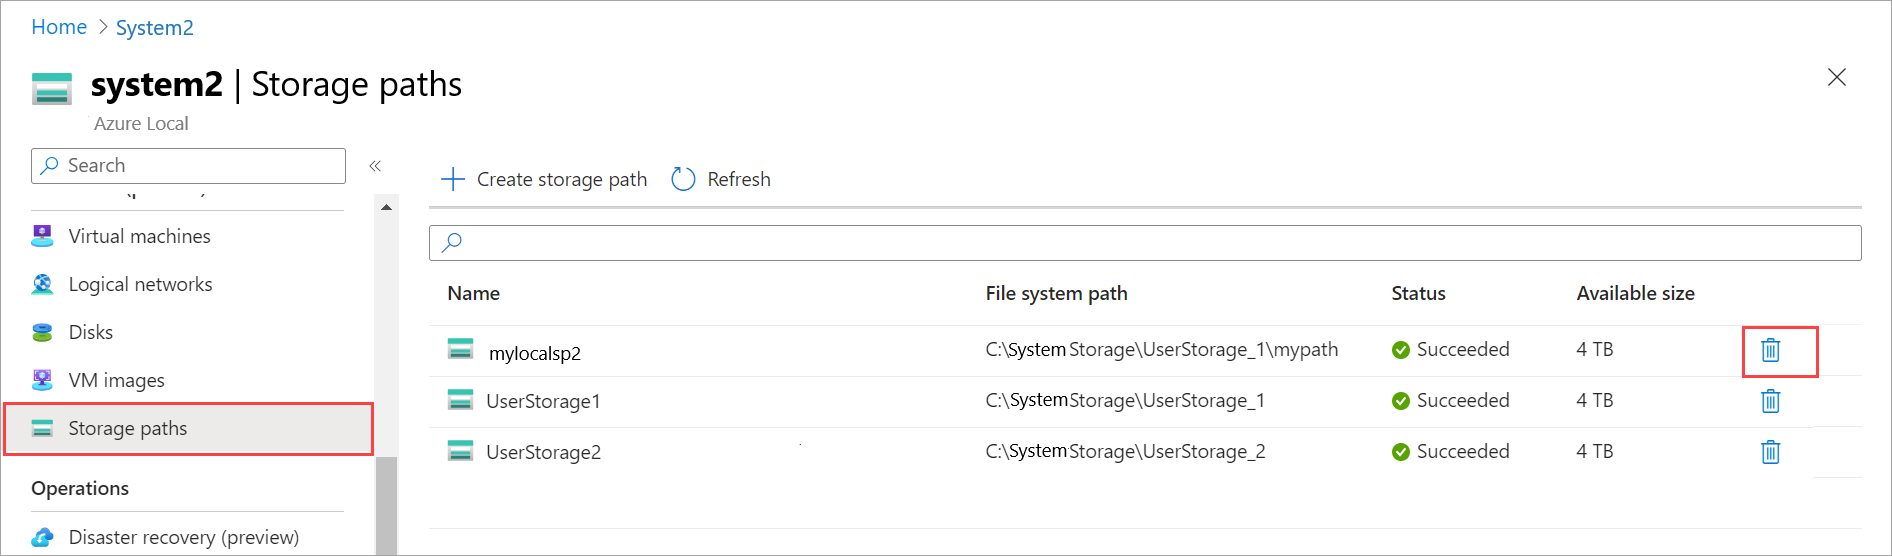 Home > System2
system2 | Storage paths
Azure Local
Search
«
Create storage path
Refresh
Virtual machines
Logical networks
Disks
VM images
Storage paths
Operations
Disaster recovery (preview)
Name File system path Status Available size
mylocalsp2 C:\SystemStorage\UserStorage_1\mypath Succeeded 4 TB
UserStorage1 C:\SystemStorage\UserStorage_1 Succeeded 4 TB
UserStorage2 C:\SystemStorage\UserStorage_2 Succeeded 4 TB